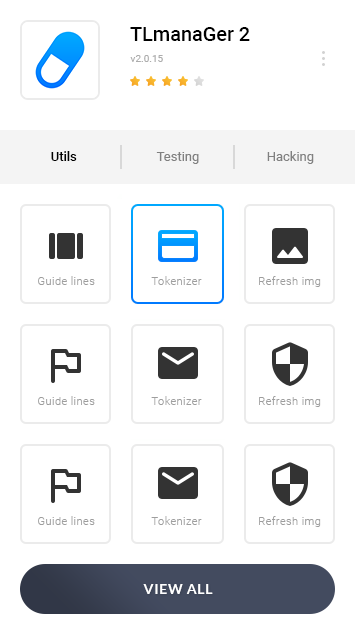 TLmanaGer 2
v2.0.15
Utils
Testing
Hacking
Guide lines
Tokenizer
Refresh img
Guide lines
Tokenizer
Refresh img
Guide lines
Tokenizer
Refresh img
VIEW ALL